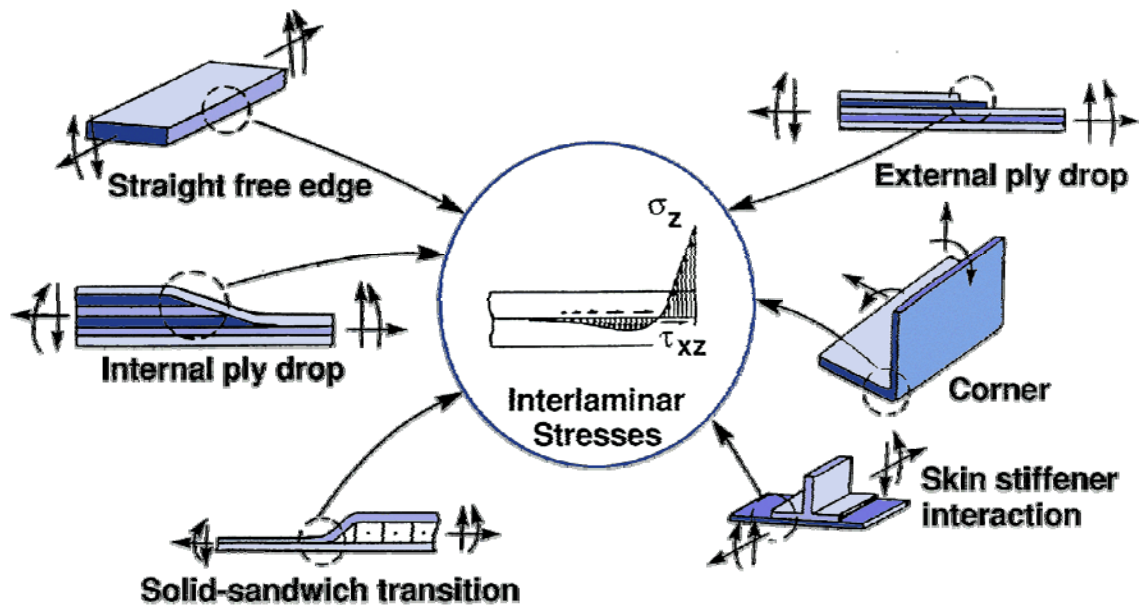 Straight free edge
External ply drop
σz
τxz
Internal ply drop
Interlaminar
Stresses
Corner
Skin stiffener
interaction
Solid-sandwich transition